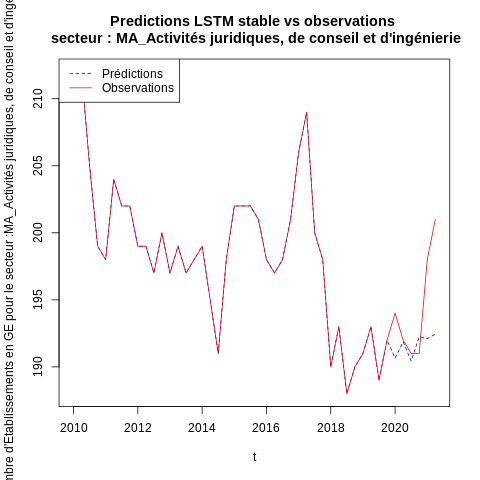 Predictions LSTM stable vs observations
secteur : MA_Activités juridiques, de conseil et d'ingénierie
Prédictions
Observations
mbre d'Etablissements en GE pour le secteur :MA_Activités juridiques, de conseil et d'ingé
210
205
200
195
190
2010
2012
2014
2016
2018
2020
t